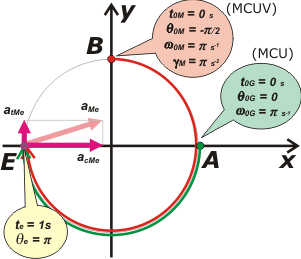 y
(MCUV)
t0M = 0 s
θ0M = -π/2
ω0M = π s-1
γM = π s-2
B
(MCU)
t0G = 0 s
θ0G = 0
ω0G = π s-1
atMe
aMe
acMe
E
A
x
te = 1s
θe = π